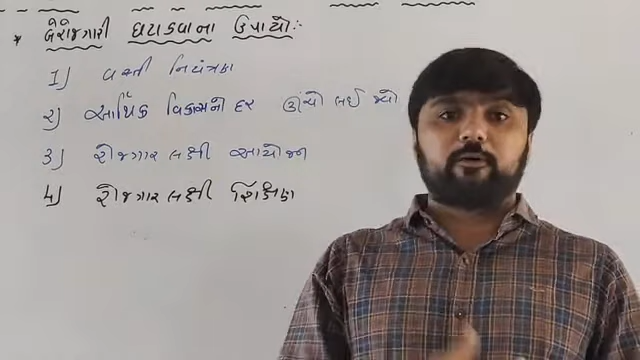 * બેરોજગારી ઘટાડવાના ઉપાયો :-
1) વસ્તી નિયંત્રણ
2) આર્થિક વિકાસનો દર ઊંચો લઈ જવો
3) રોજગાર લક્ષી આયોજન
4) રોજગાર લક્ષી શિક્ષણ